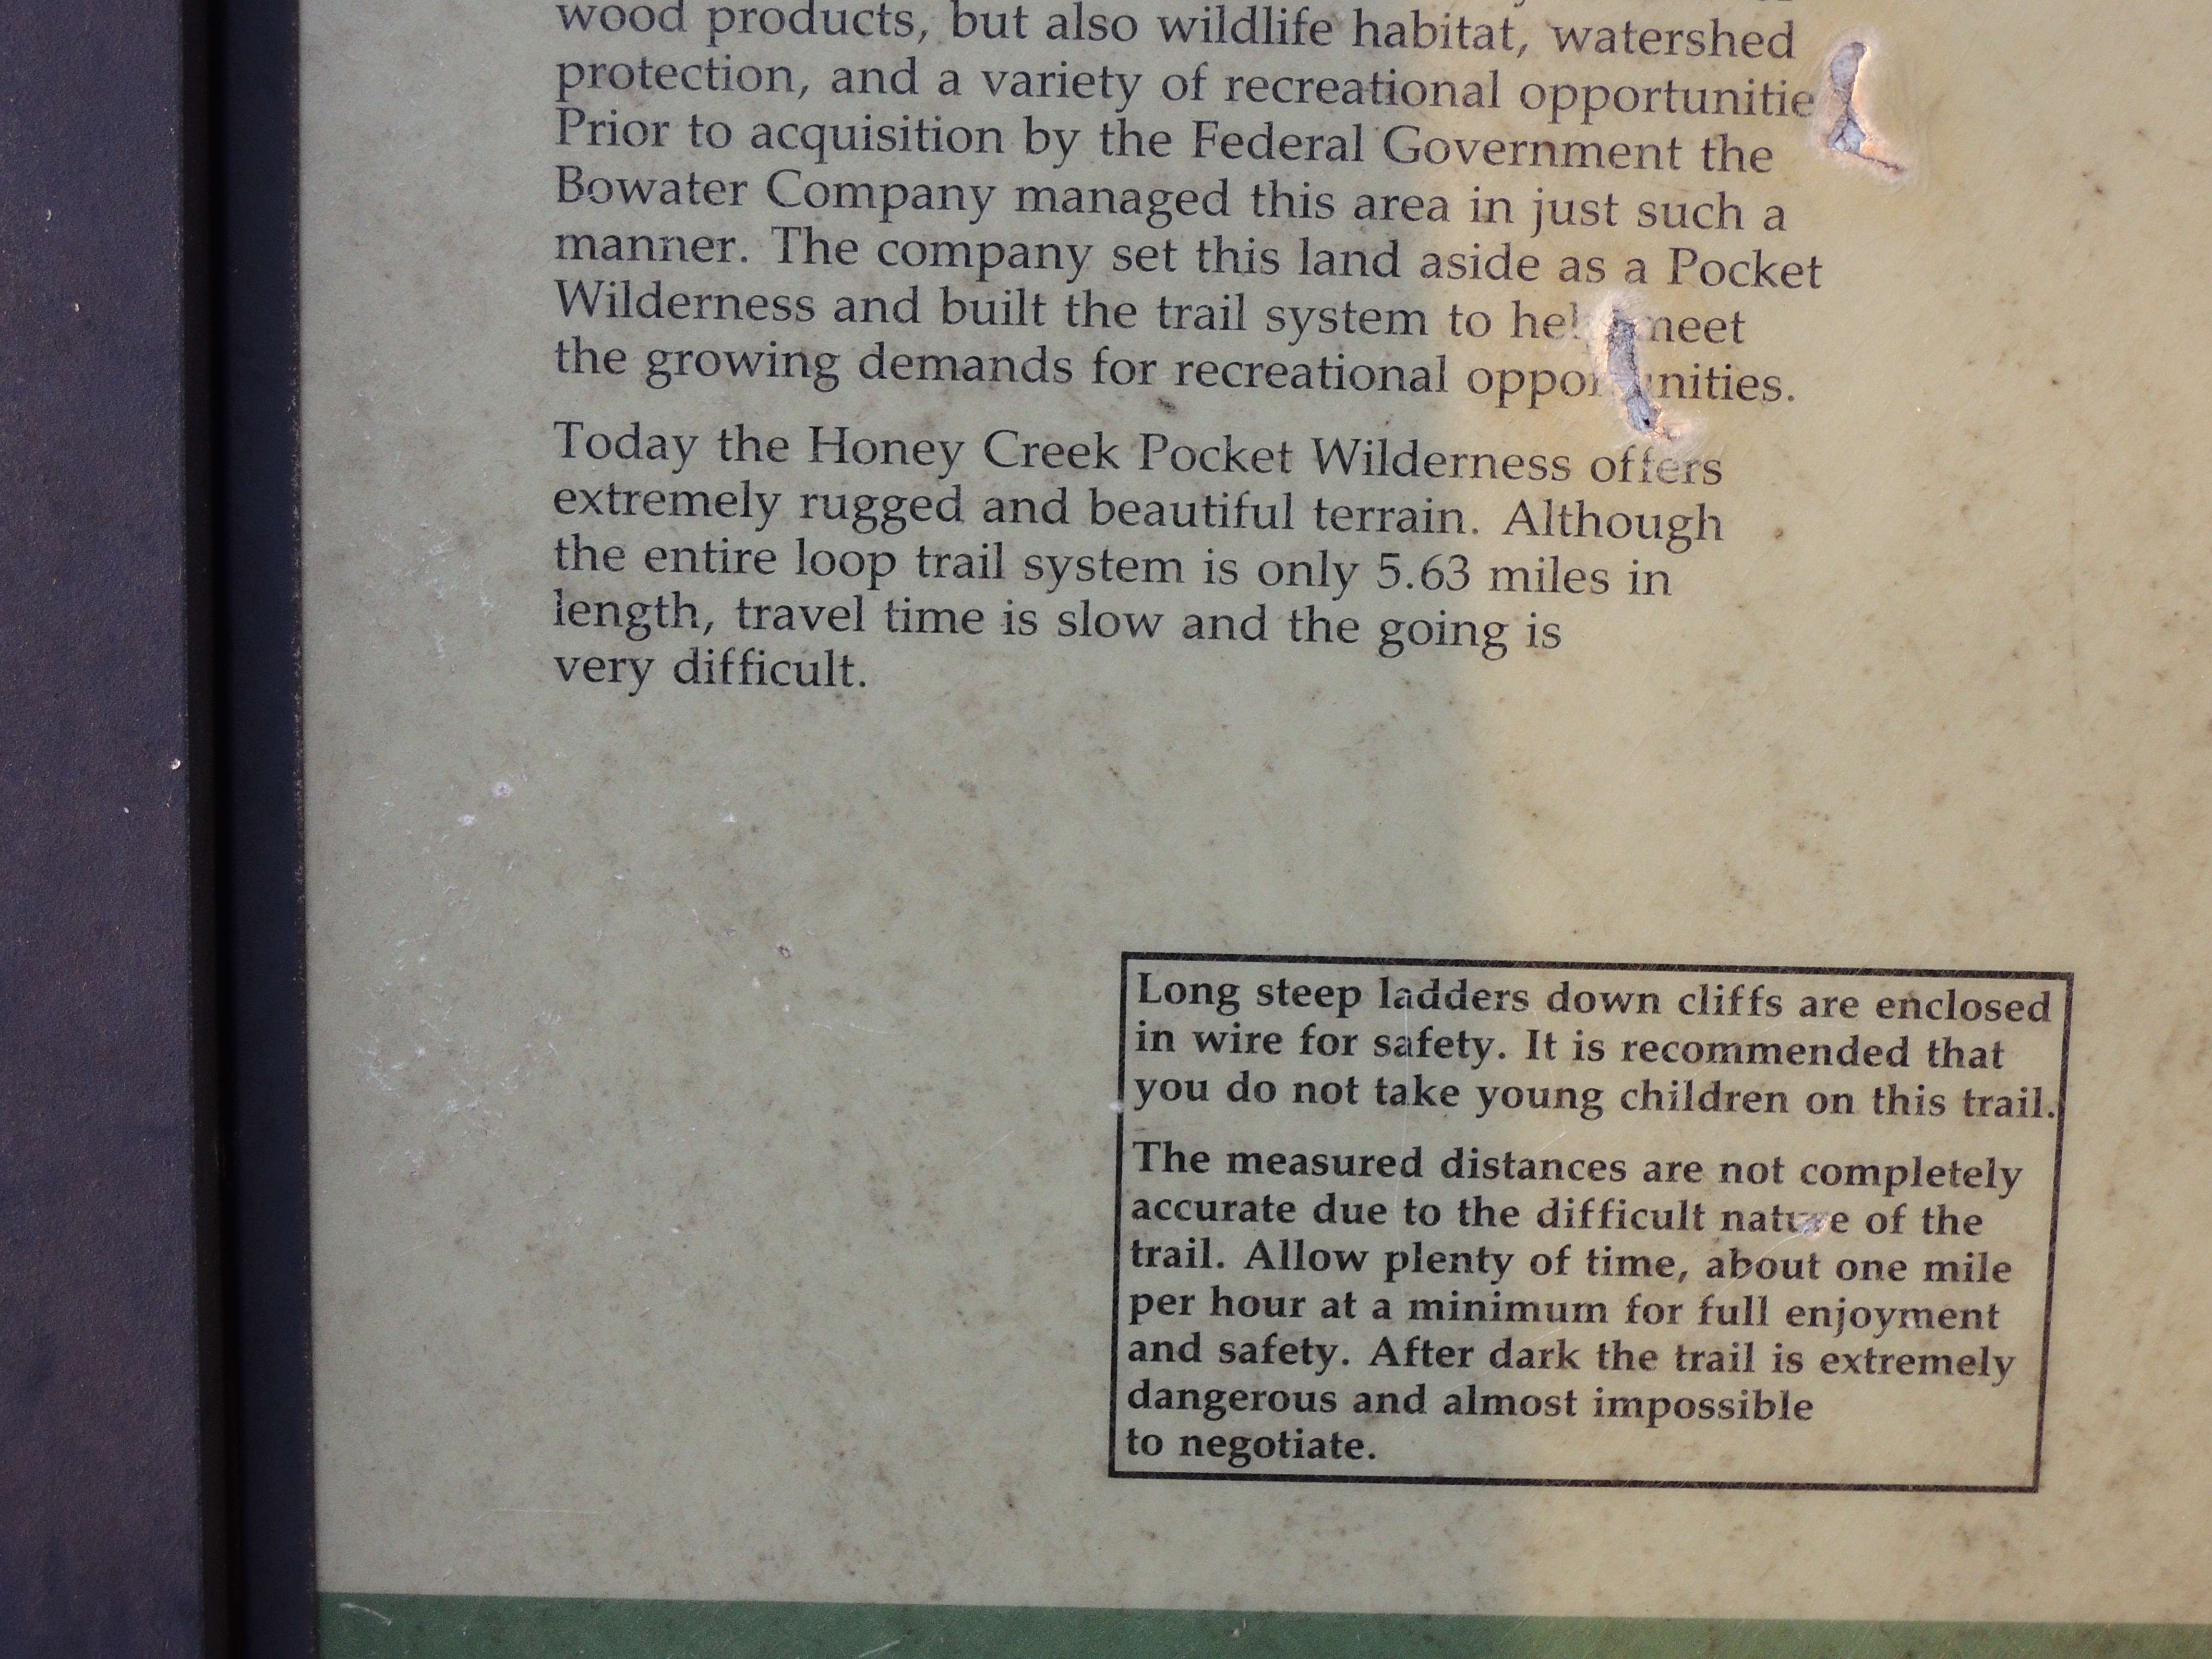 wood products, but also wildlife habitat, watershed
protection, and a variety of recreational opportunitie
Prior to acquisition by the Federal Government the
Bowater Company managed this area in just such a
manner. The company set this land aside as a Pocket
Wilderness and built the trail system to help meet
the growing demands for recreational opportunities.
Today the Honey Creek Pocket Wilderness offers
extremely rugged and beautiful terrain. Although
the entire loop trail system is only 5.63 miles in
length, travel time is slow and the going is
very difficult.
Long steep ladders down cliffs are enclosed
in wire for safety. It is recommended that
you do not take young children on this trail.
The measured distances are not completely
accurate due to the difficult nature of the
trail. Allow plenty of time, about one mile
per hour at a minimum for full enjoyment
and safety. After dark the trail is extremely
dangerous and almost impossible
to negotiate.